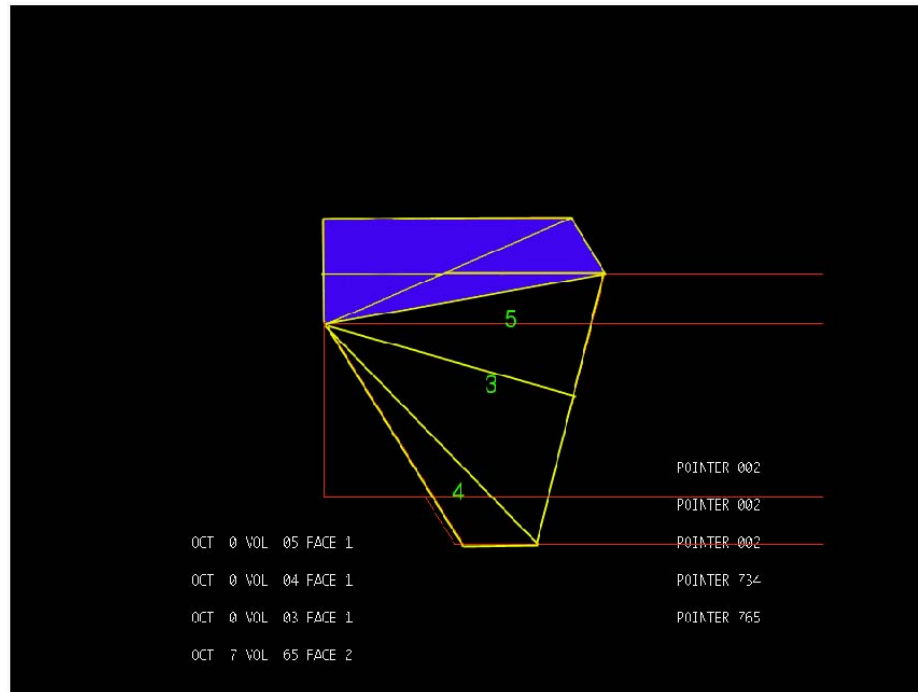 5
3
POINTER 002
4
POINTER 002
OCT 0 VOL 05 FACE 1 POINTER 002
OCT 0 VOL 04 FACE 1 POINTER 734
OCT 0 VOL 03 FACE 1 POINTER 765
OCT 7 VOL 65 FACE 2